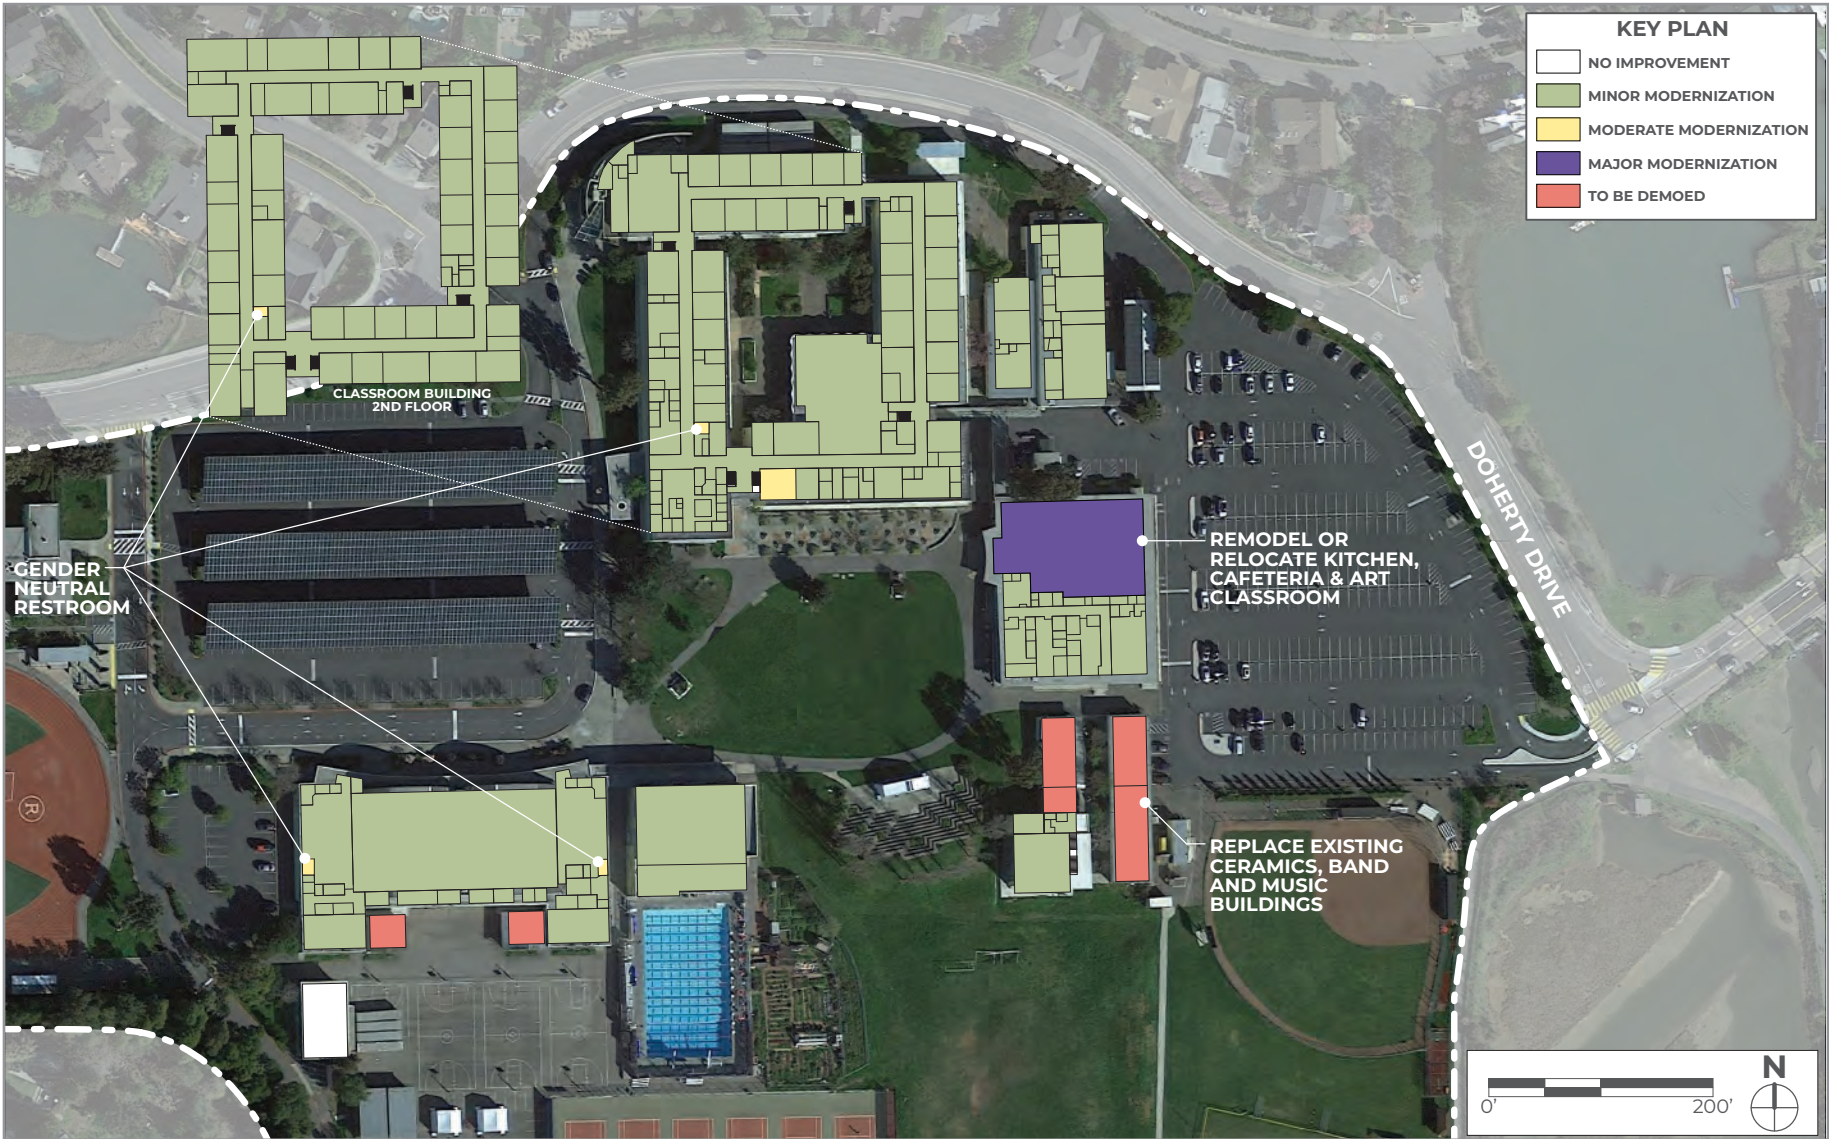 KEY PLAN
NO IMPROVEMENT
MINOR MODERNIZATION
MODERATE MODERNIZATION
MAJOR MODERNIZATION
TO BE DEMOED
CLASSROOM BUILDING
2ND FLOOR
GENDER
NEUTRAL
RESTROOM
REMODEL OR
RELOCATE KITCHEN,
CAFETERIA & ART
CLASSROOM
DOHERTY DRIVE
REPLACE EXISTING
CERAMICS, BAND
AND MUSIC
BUILDINGS
R
N
0'
200'